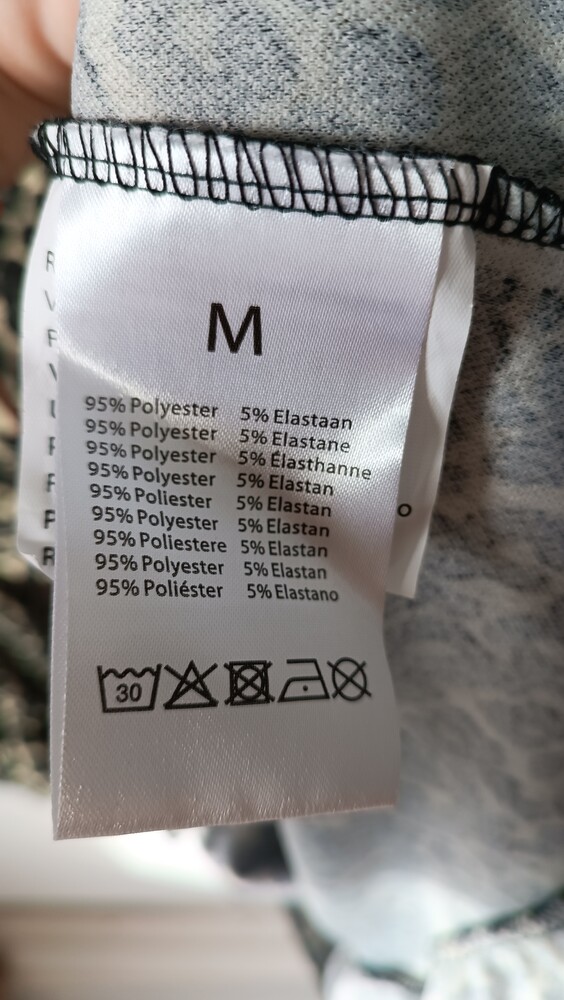 M
95% Polyester 5% Elastaan
95% Polyester 5% Elastane
95% Polyester 5% Élasthanne
95% Polyester 5% Elastan
95% Poliester 5% Elastan
95% Polyester 5% Elastan
95% Poliestere 5% Elastan
95% Polyester 5% Elastan
95% Poliéster 5% Elastano
30